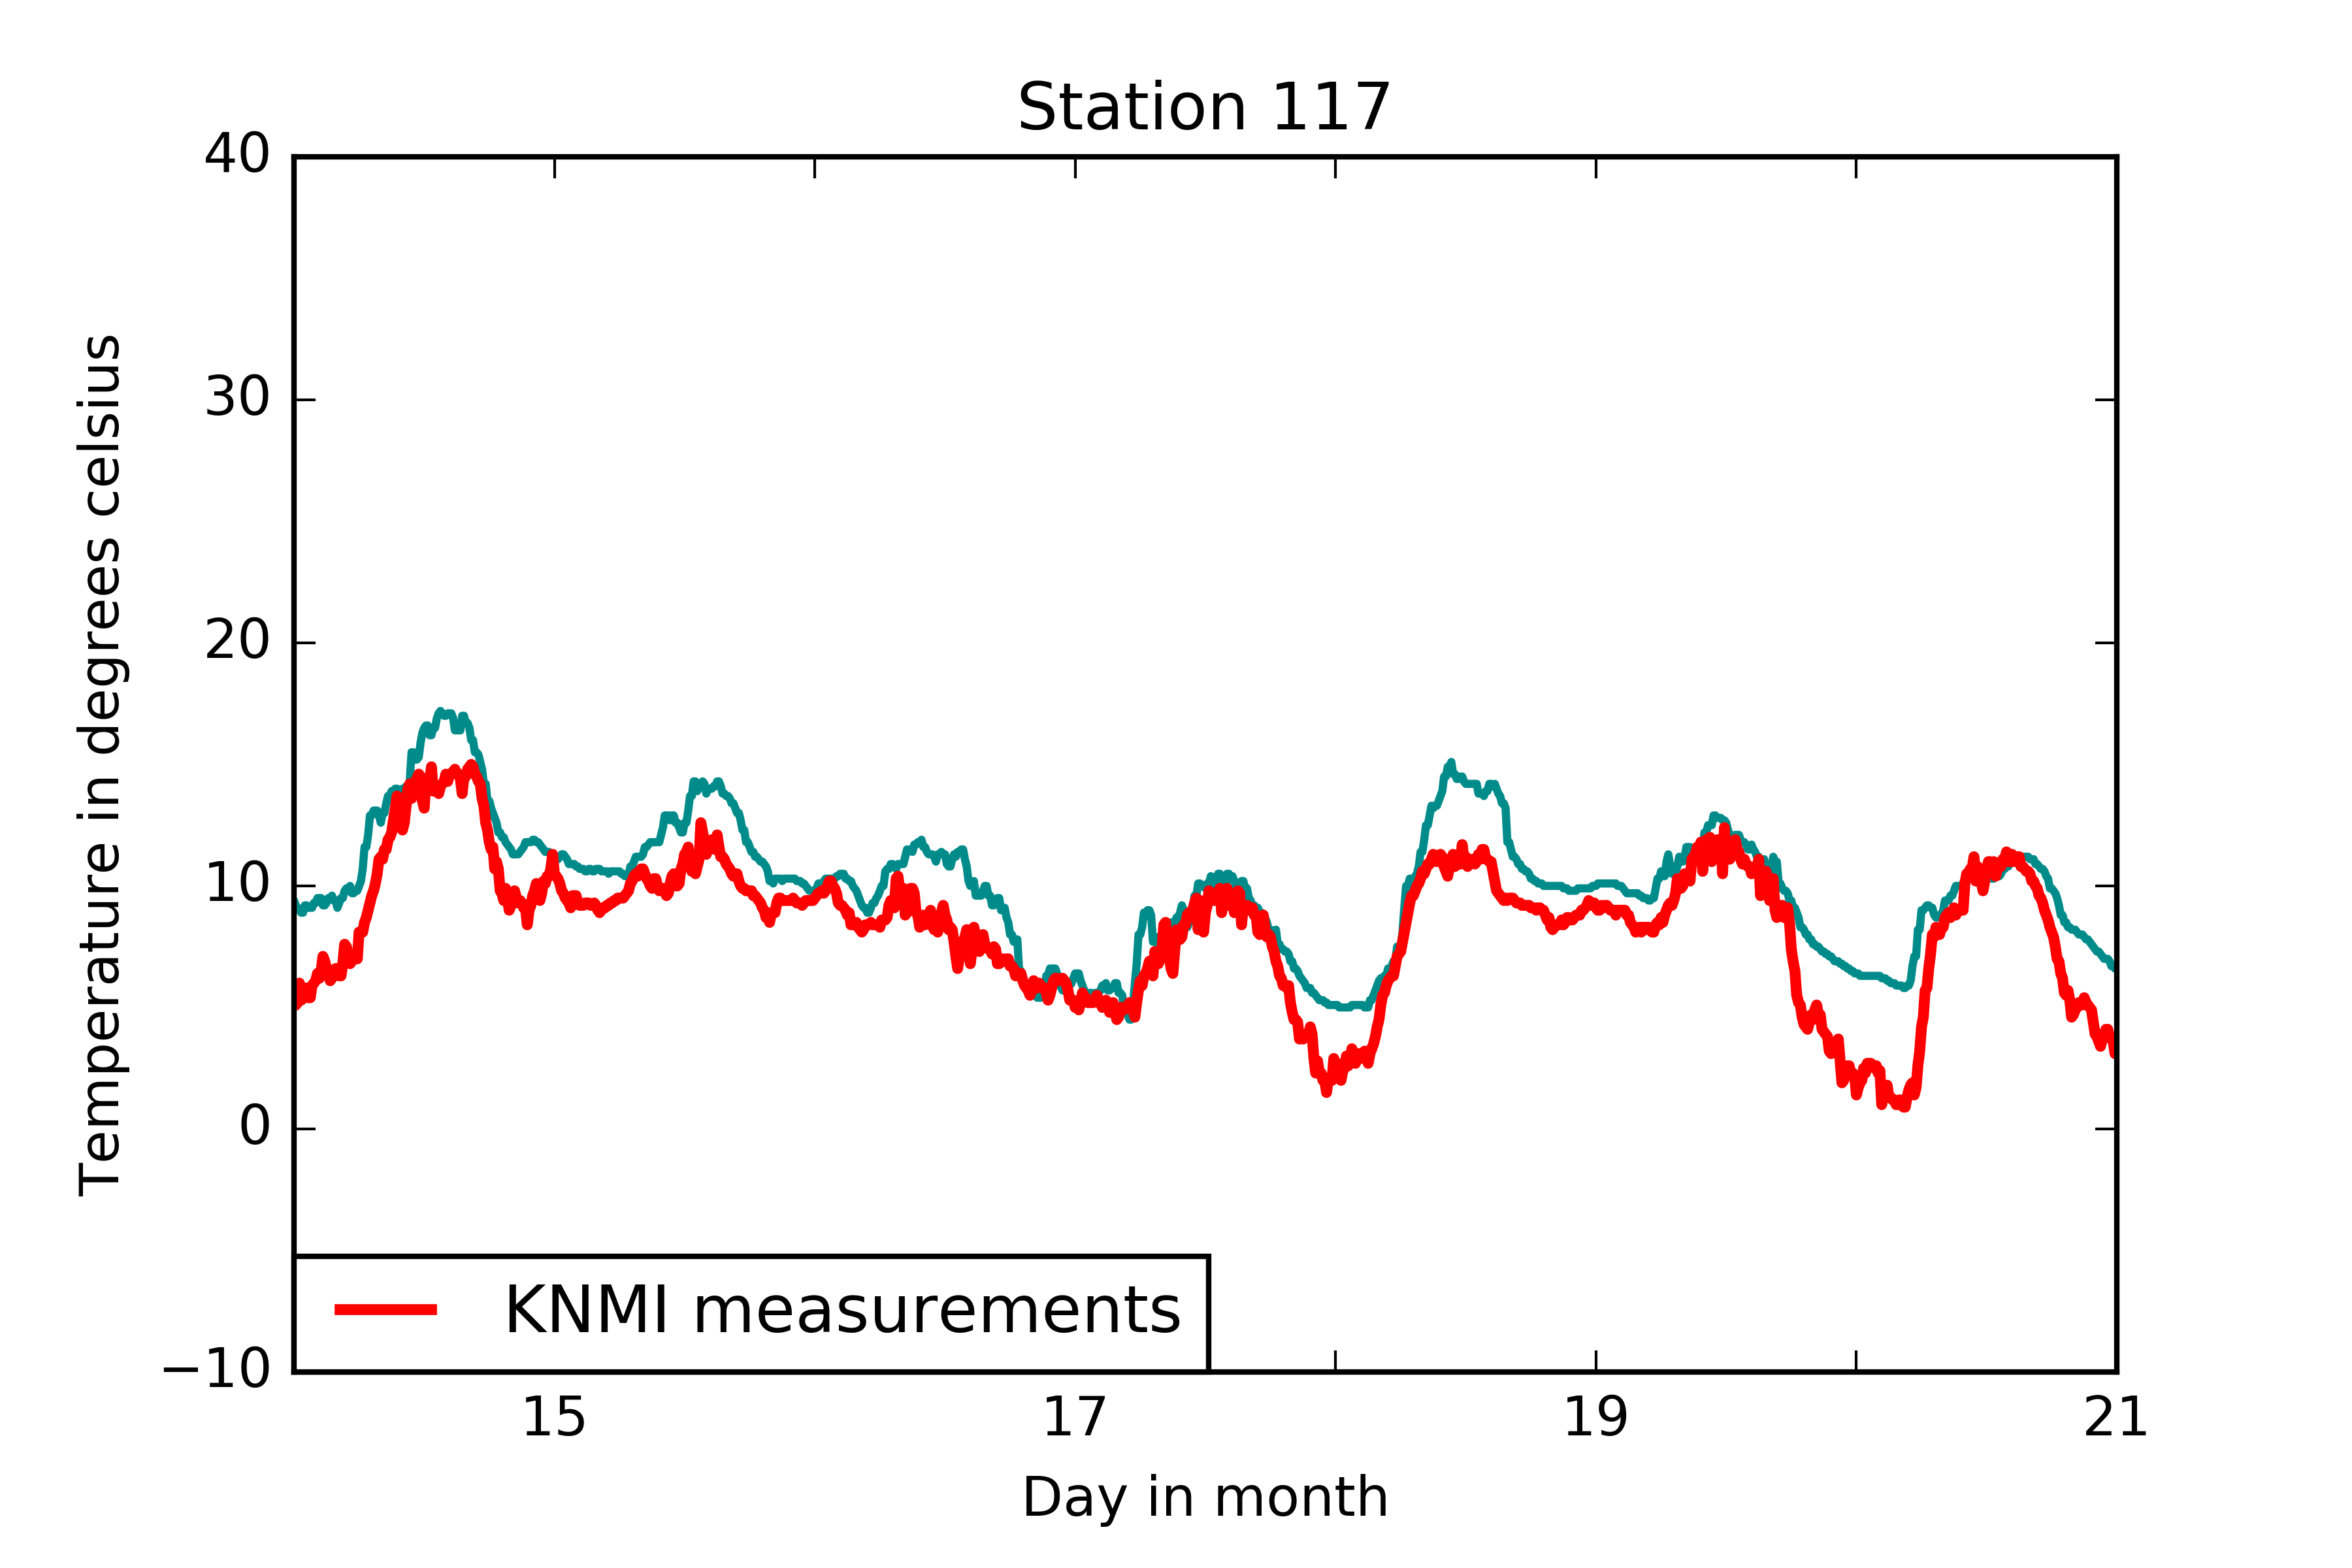 Station 117
40
30
20
10
0
−10
Temperature in degrees celsius
KNMI measurements
15 17 19 21
Day in month